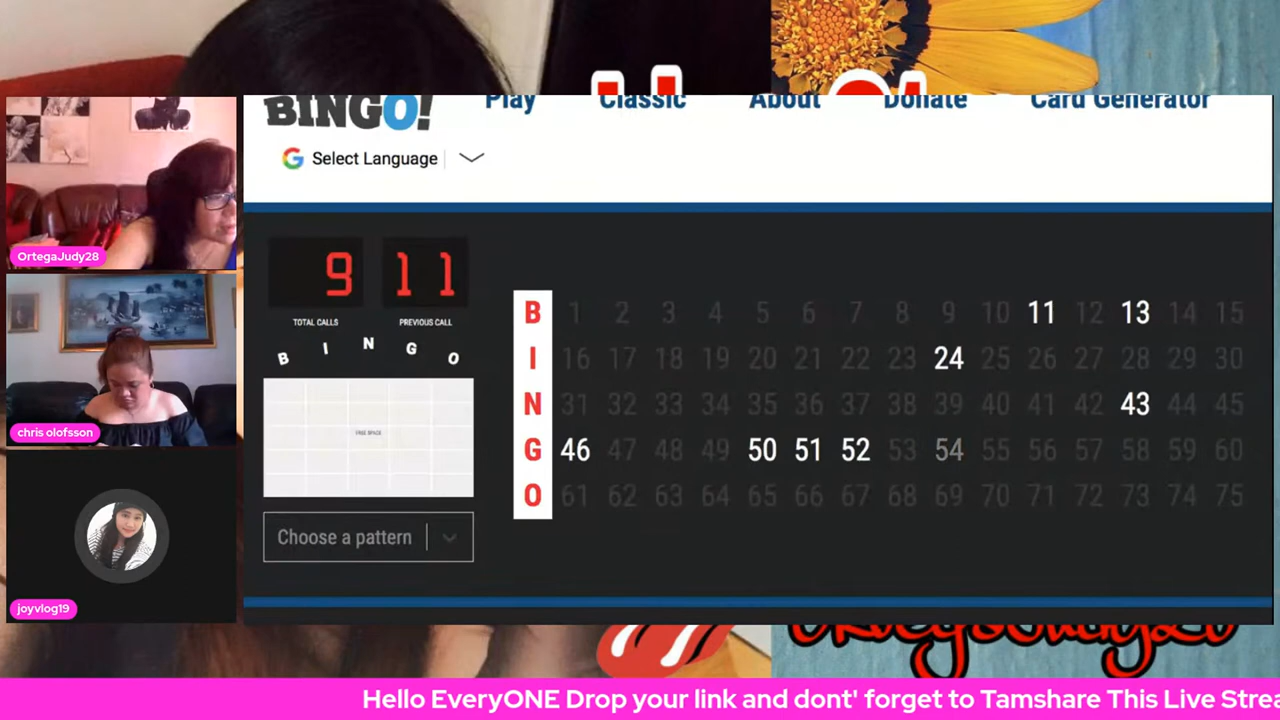 BINGO!
Play Classic About Donate Card Generator
Select Language
OrtegaJudy28
9 11
TOTAL CALLS PREVIOUS CALL
B I N G O
FREE SPACE
Choose a pattern
B 1 2 3 4 5 6 7 8 9 10 11 12 13 14 15
I 16 17 18 19 20 21 22 23 24 25 26 27 28 29 30
N 31 32 33 34 35 36 37 38 39 40 41 42 43 44 45
G 46 47 48 49 50 51 52 53 54 55 56 57 58 59 60
O 61 62 63 64 65 66 67 68 69 70 71 72 73 74 75
chris olofsson
joyvlog19
Hello EveryONE Drop your link and dont' forget to Tamshare This Live